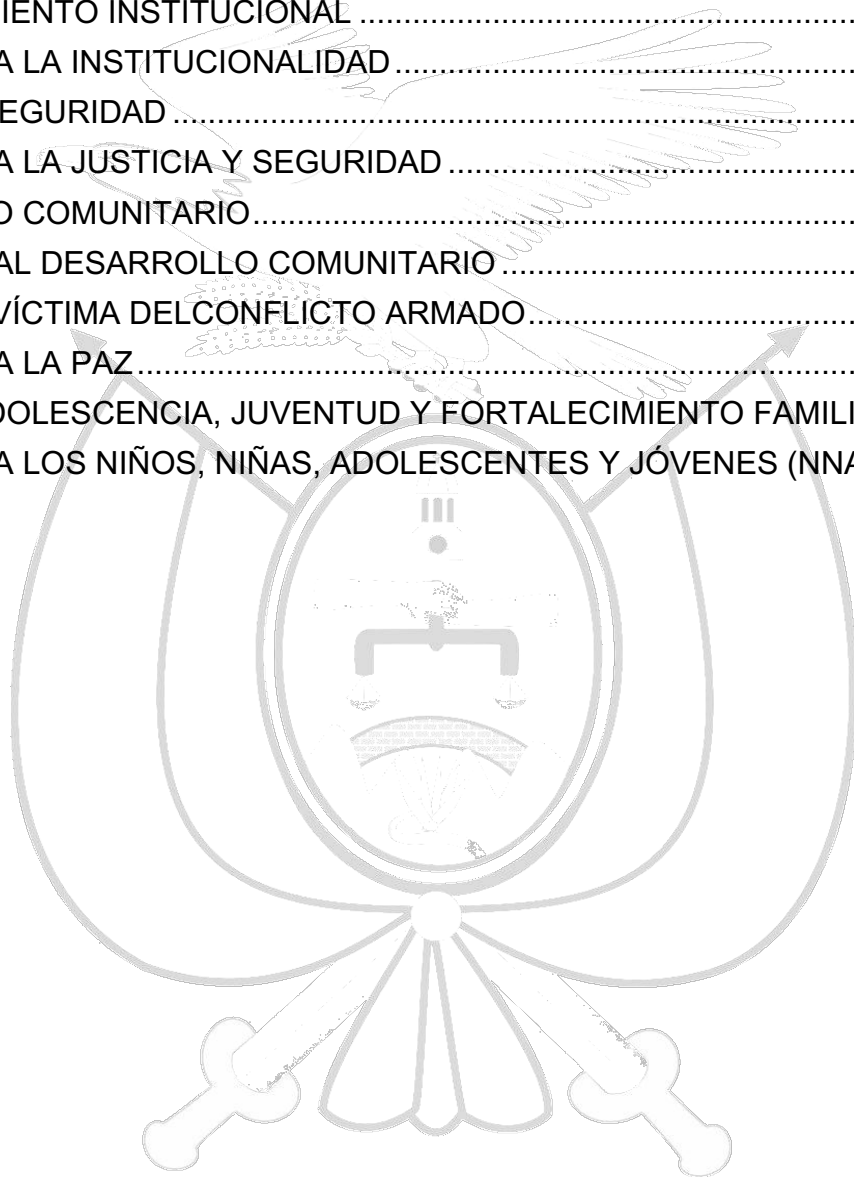 IENTO INSTITUCIONAL ...........................................................
A LA INSTITUCIONALIDAD .......................................................
EGURIDAD .................................................................................
A LA JUSTICIA Y SEGURIDAD ................................................
O COMUNITARIO........................................................................
AL DESARROLLO COMUNITARIO ..........................................
VÍCTIMA DELCONFLICTO ARMADO.......................................
A LA PAZ......................................................................................
DOLESCENCIA, JUVENTUD Y FORTALECIMIENTO FAMILI
A LOS NIÑOS, NIÑAS, ADOLESCENTES Y JÓVENES (NNA